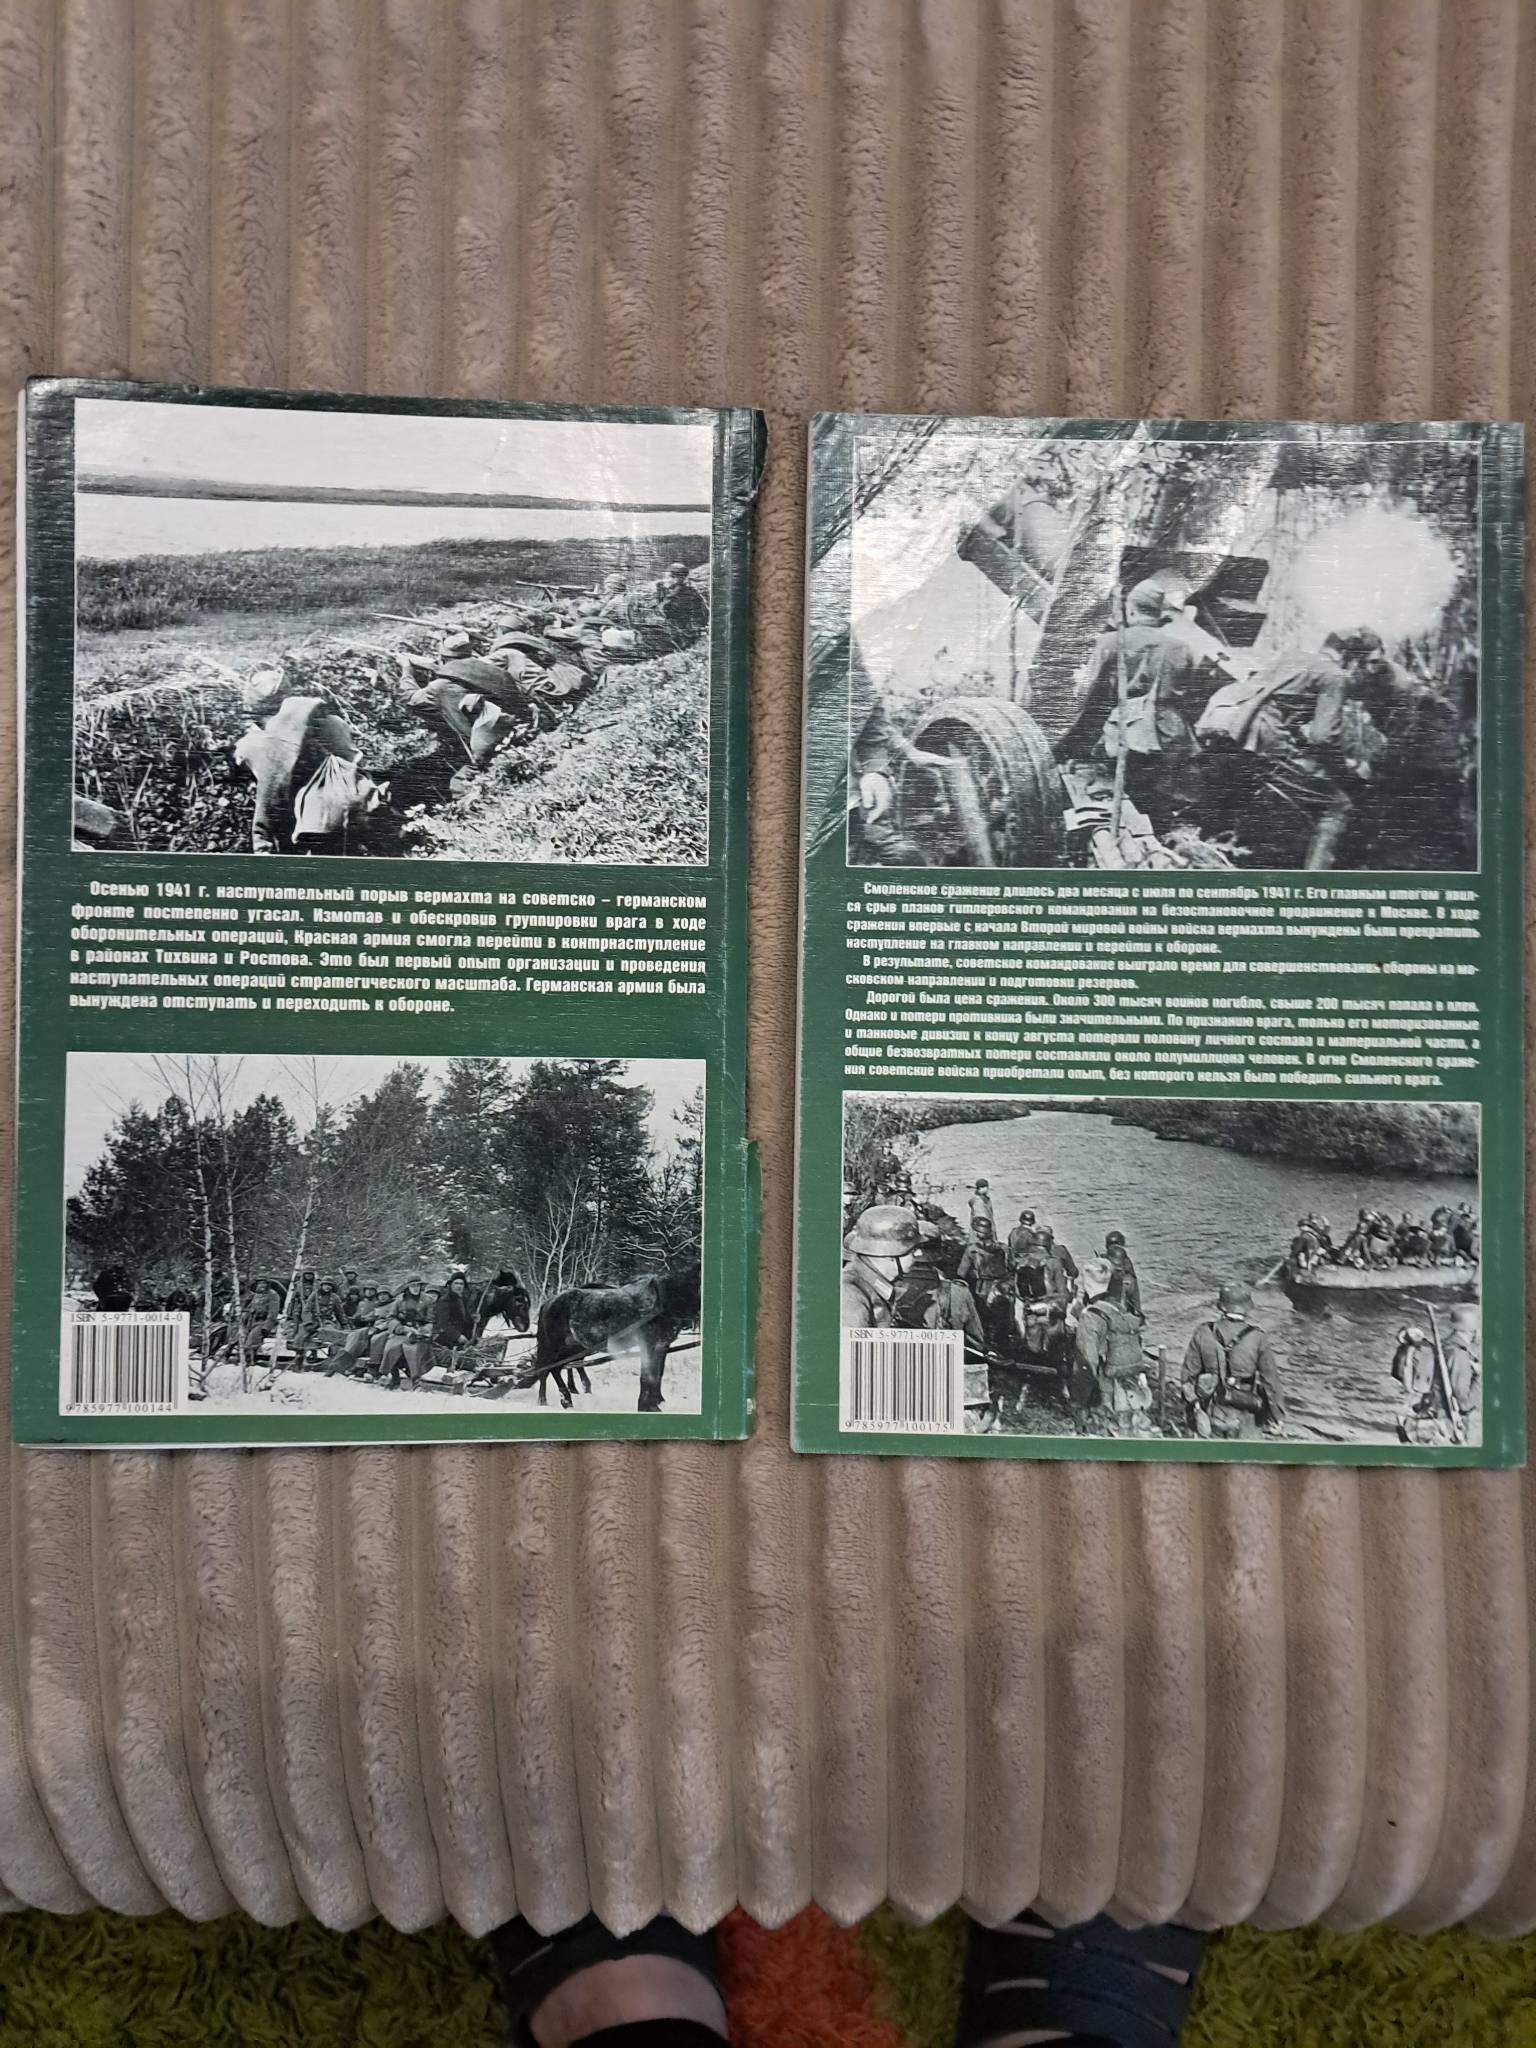 Осенью 1941 г. наступательный порыв вермахта на советско – германском
фронте постепенно угасал. Измотав и обескровив группировки врага в ходе
оборонительных операций, Красная армия смогла перейти в контрнаступление
в районах Тихвина и Ростова. Это был первый опыт организации и проведения
наступательных операций стратегического масштаба. Германская армия была
вынуждена отступать и переходить к обороне.
ISBN 5-9771-0014-0
9785977100144
Смоленское сражение длилось два месяца с июля по сентябрь 1941 г. Его главным итогом явил-
ся срыв планов гитлеровского командования на безостановочное продвижение к Москве. В ходе
сражения впервые с начала Второй мировой войны войска вермахта вынуждены были прекратить
наступление на главном направлении и перейти к обороне.
В результате, советское командование выиграло время для совершенствования обороны на мо-
сковском направлении и подготовки резервов.
Дорогой была цена сражения. Около 300 тысяч воинов погибло, свыше 200 тысяч попала в плен.
Однако и потери противника были значительными. По признанию врага, только его моторизованные
и танковые дивизии к концу августа потеряли половину личного состава и материальной части, а
общие безвозвратных потери составляли около полумиллиона человек. В огне Смоленского сраже-
ния советские войска приобретали опыт, без которого нельзя было победить сильного врага.
ISBN 5-9771-0017-5
9785977100175